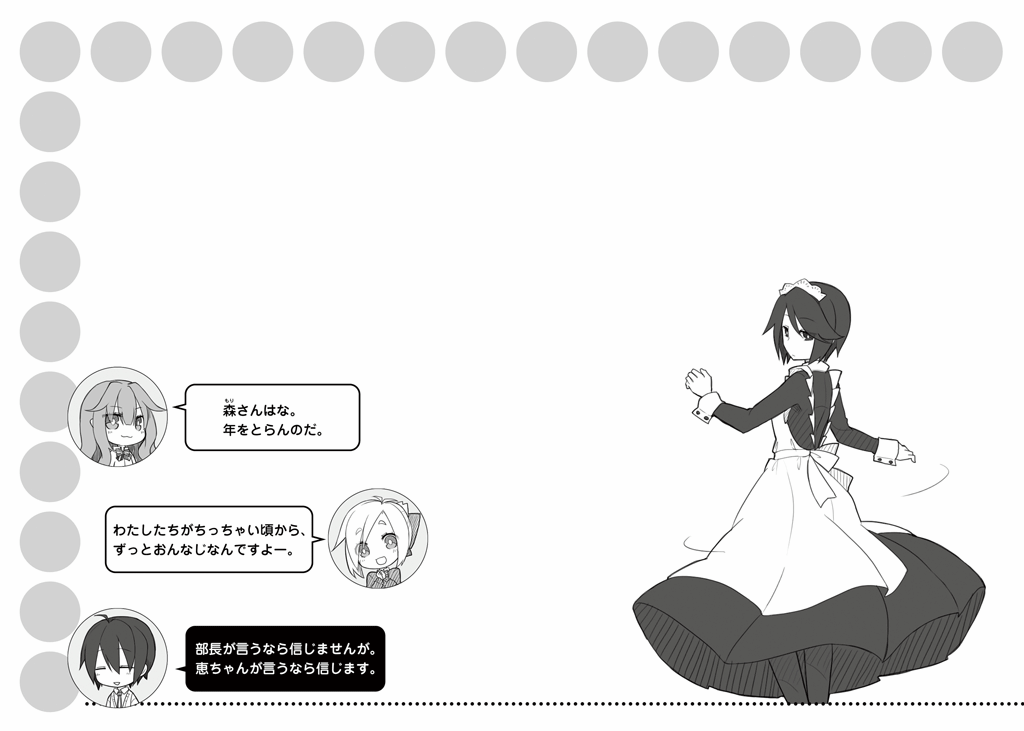 森さんはな。
年をとらんのだ。
わたしたちがちっちゃい頃から、
ずっとおんなじなんですよー。
部長が言うなら信じませんが。
恵ちゃんが言うなら信じます。